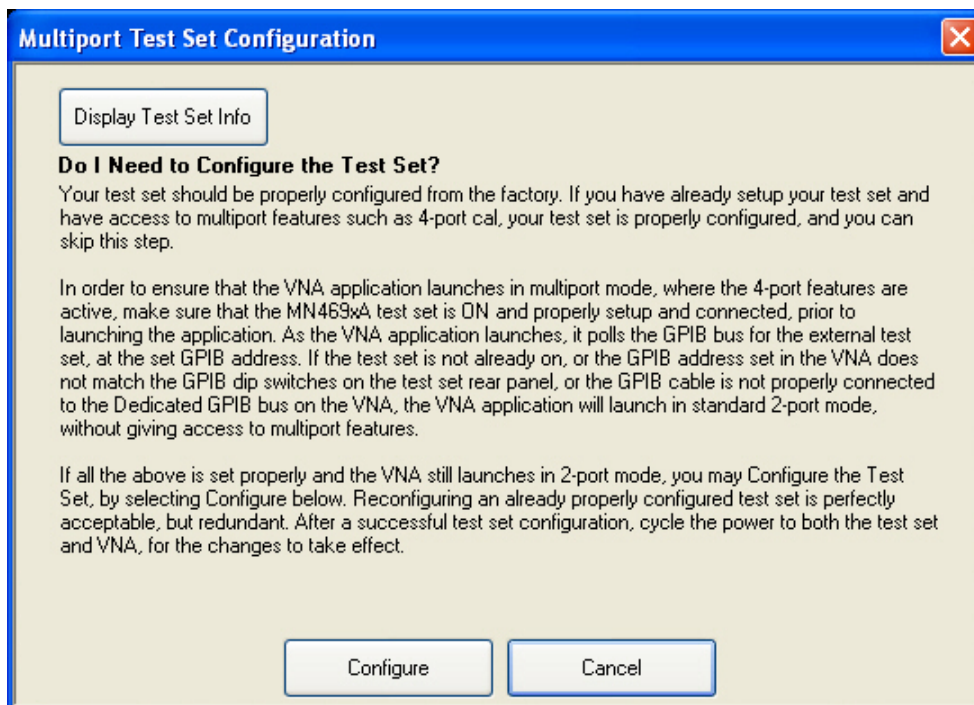 Multiport Test Set Configuration
Display Test Set Info
Do I Need to Configure the Test Set?
Your test set should be properly configured from the factory. If you have already setup your test set and
have access to multiport features such as 4-port cal, your test set is properly configured, and you can
skip this step.
In order to ensure that the VNA application launches in multiport mode, where the 4-port features are
active, make sure that the MN469xA test set is ON and properly setup and connected, prior to
launching the application. As the VNA application launches, it polls the GPIB bus for the external test
set, at the set GPIB address. If the test set is not already on, or the GPIB address set in the VNA does
not match the GPIB dip switches on the test set rear panel, or the GPIB cable is not properly connected
to the Dedicated GPIB bus on the VNA, the VNA application will launch in standard 2-port mode,
without giving access to multiport features.
If all the above is set properly and the VNA still launches in 2-port mode, you may Configure the Test
Set, by selecting Configure below. Reconfiguring an already properly configured test set is perfectly
acceptable, but redundant. After a successful test set configuration, cycle the power to both the test set
and VNA, for the changes to take effect.
Configure
Cancel